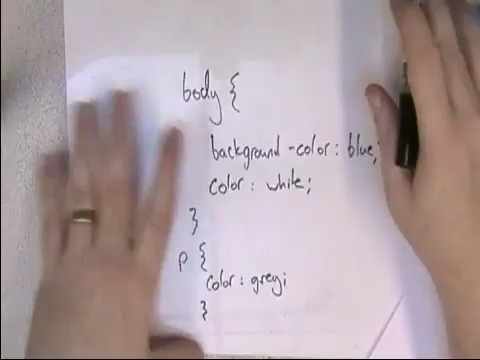 body {
background-color: blue;
color: white;
}
p {
color: grey;
}